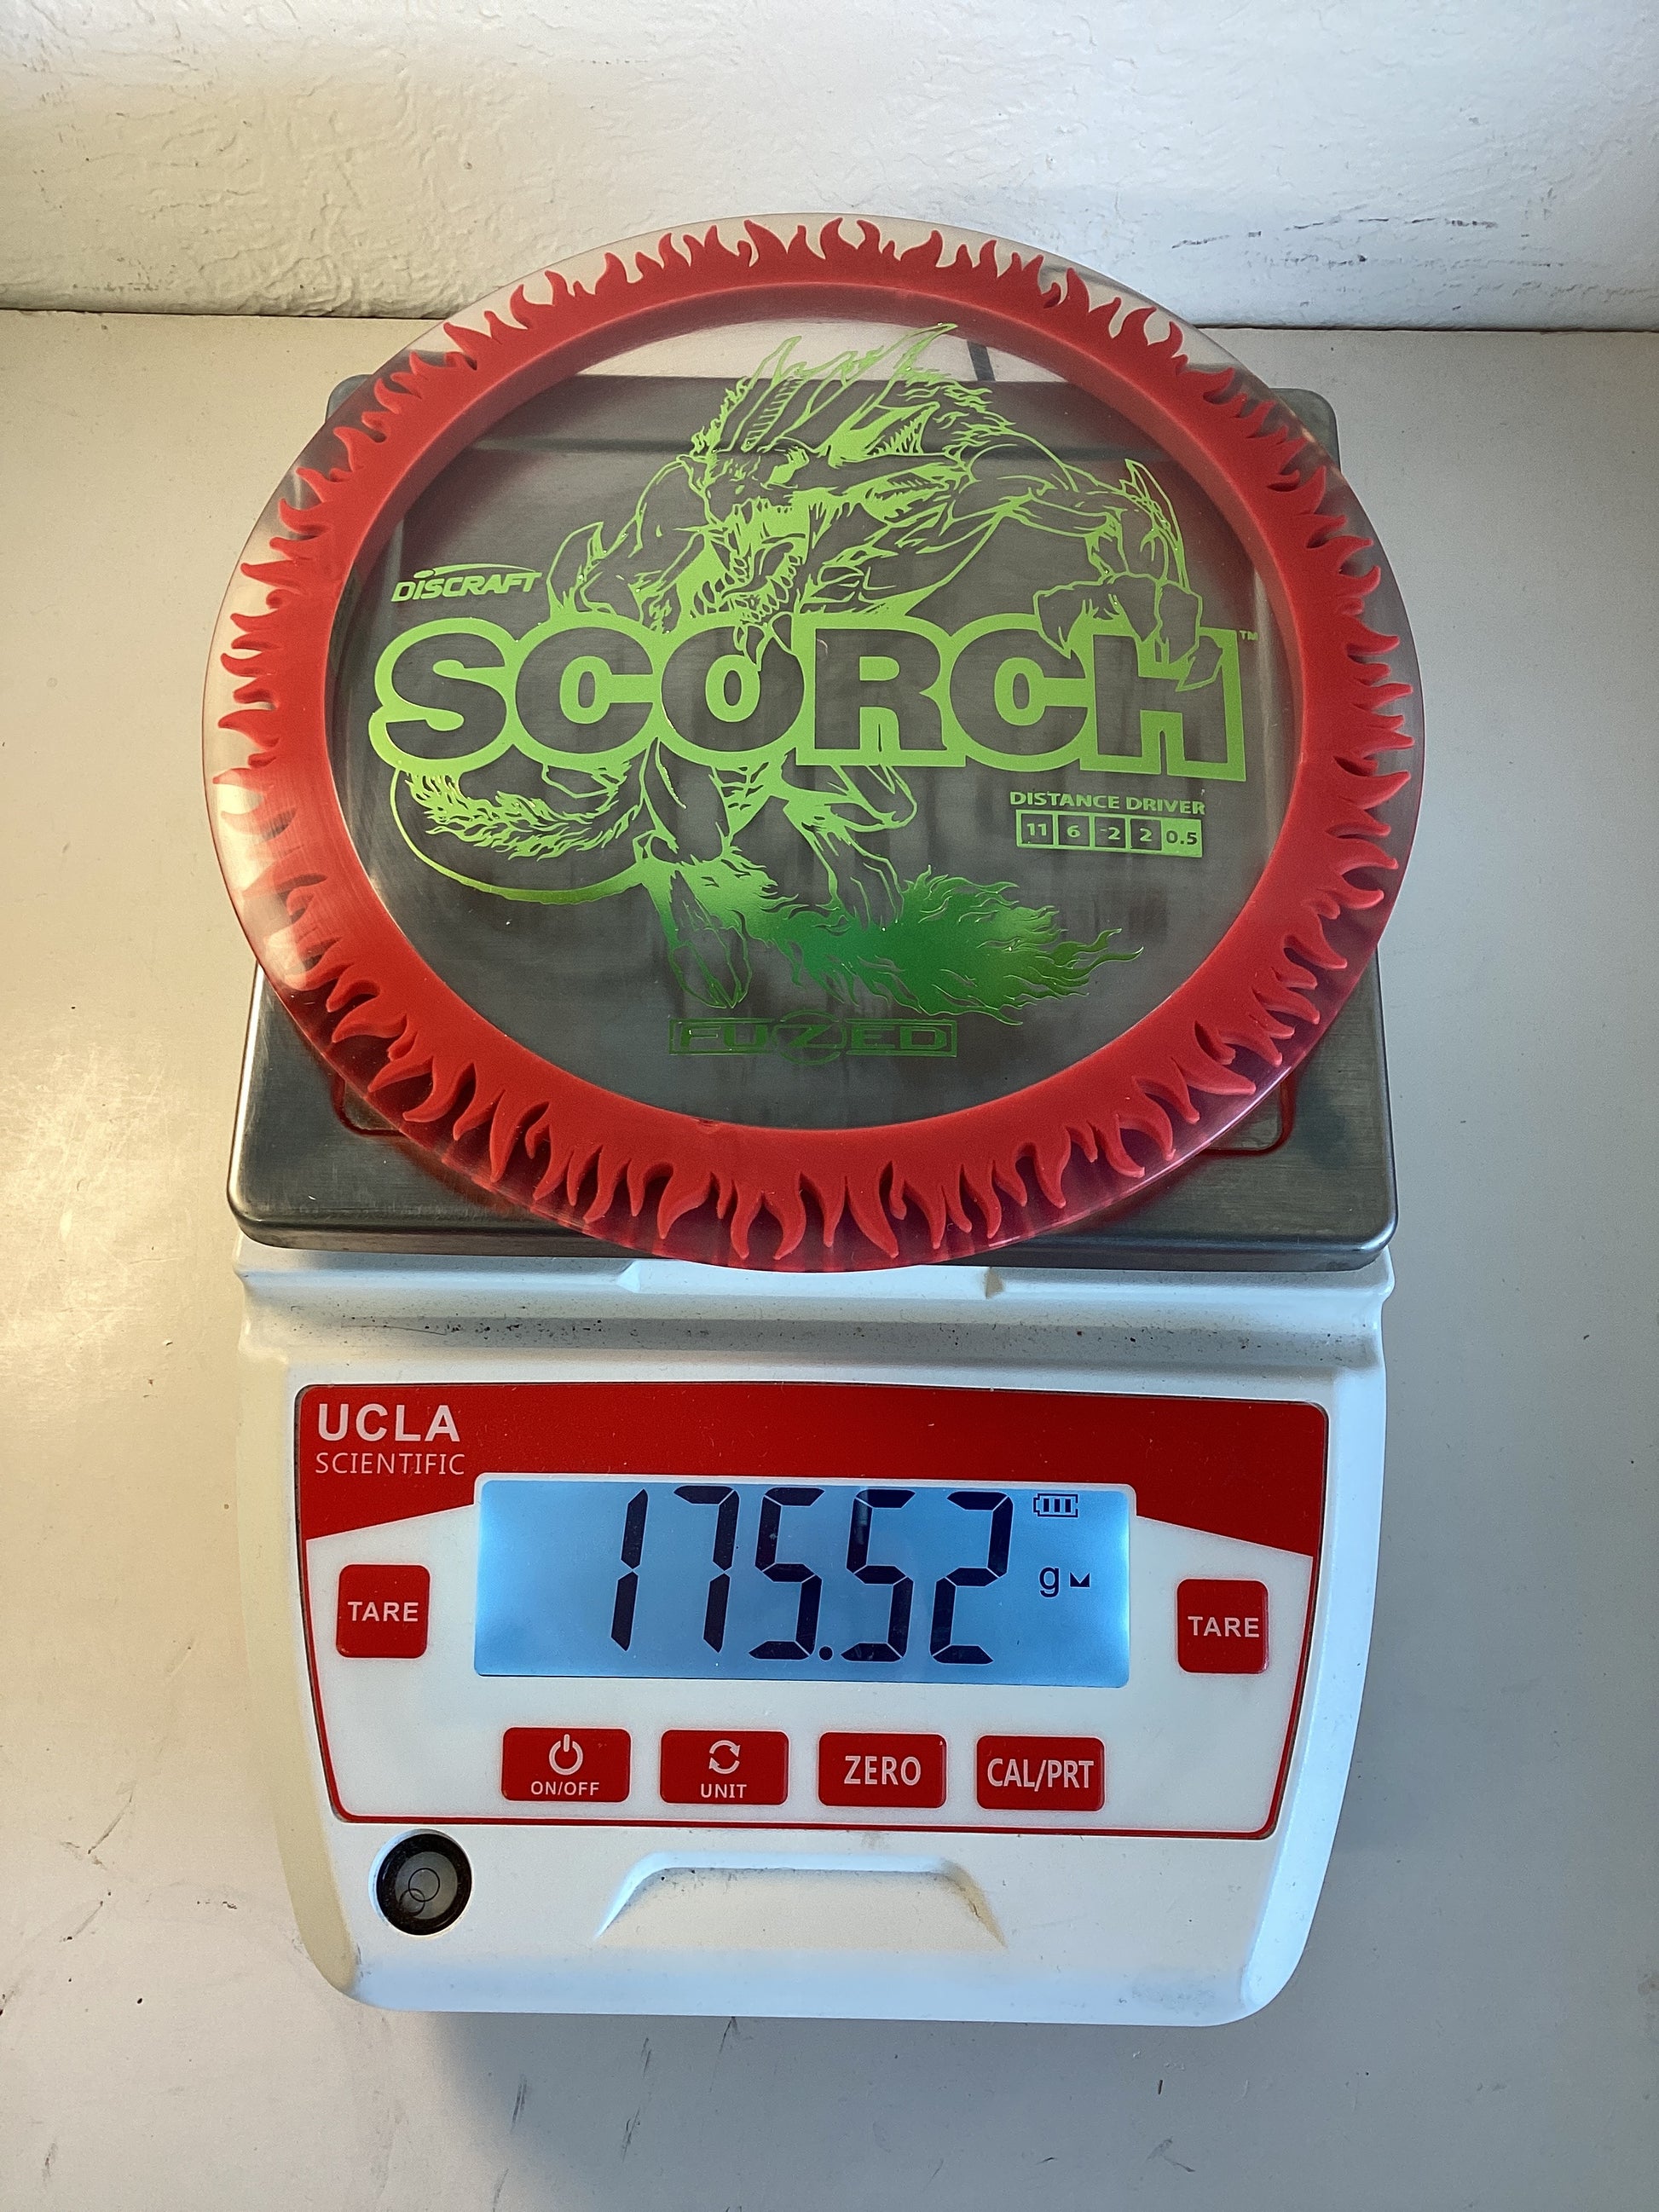 DISCRAFT
SCORCH™
DISTANCE DRIVER
11 6 -2 2 0.5
FUZED
UCLA
SCIENTIFIC
175.52 g
TARE
TARE
ON/OFF
UNIT
ZERO
CAL/PRT